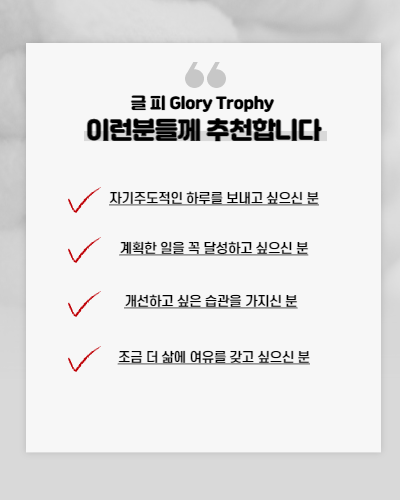 글 피 Glory Trophy
이런분들께 추천합니다
자기주도적인 하루를 보내고 싶으신 분
계획한 일을 꼭 달성하고 싶으신 분
개선하고 싶은 습관을 가지신 분
조금 더 삶에 여유를 갖고 싶으신 분